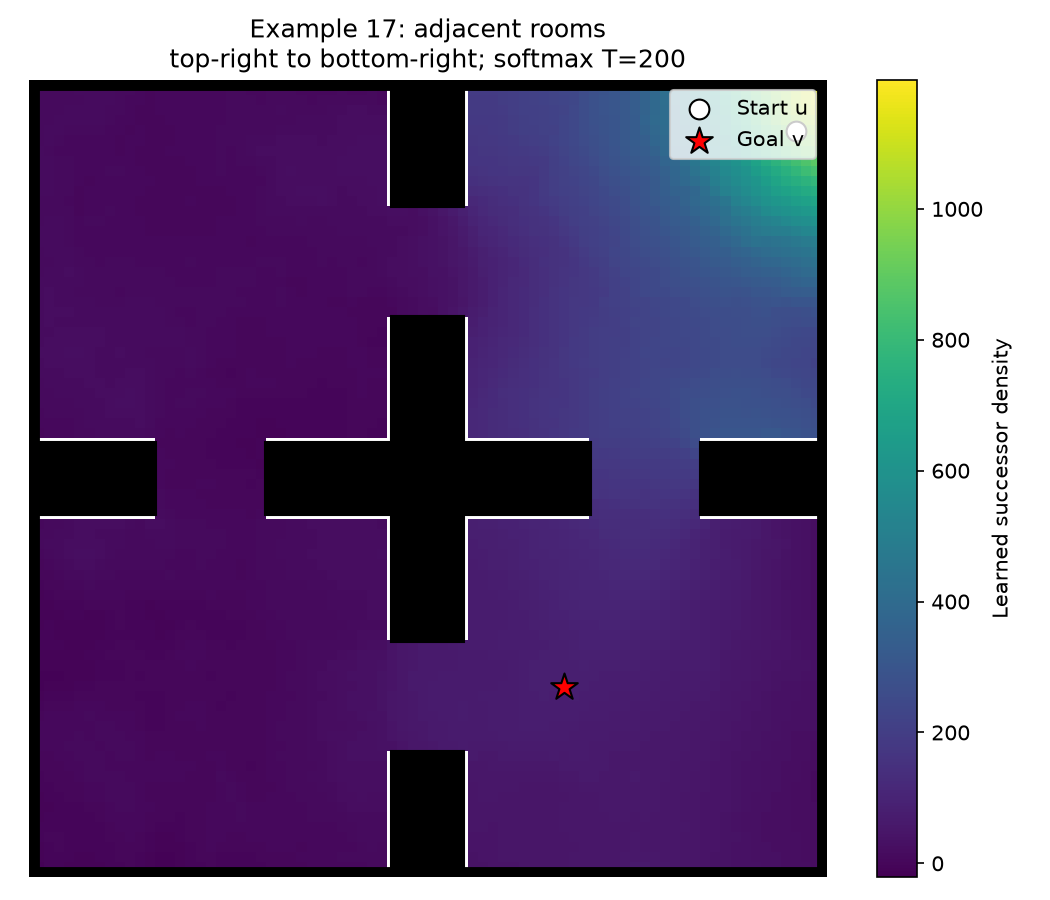 Example 17: adjacent rooms
top-right to bottom-right; softmax T=200
Start u
Goal v
1000
800
600
400
200
0
Learned successor density